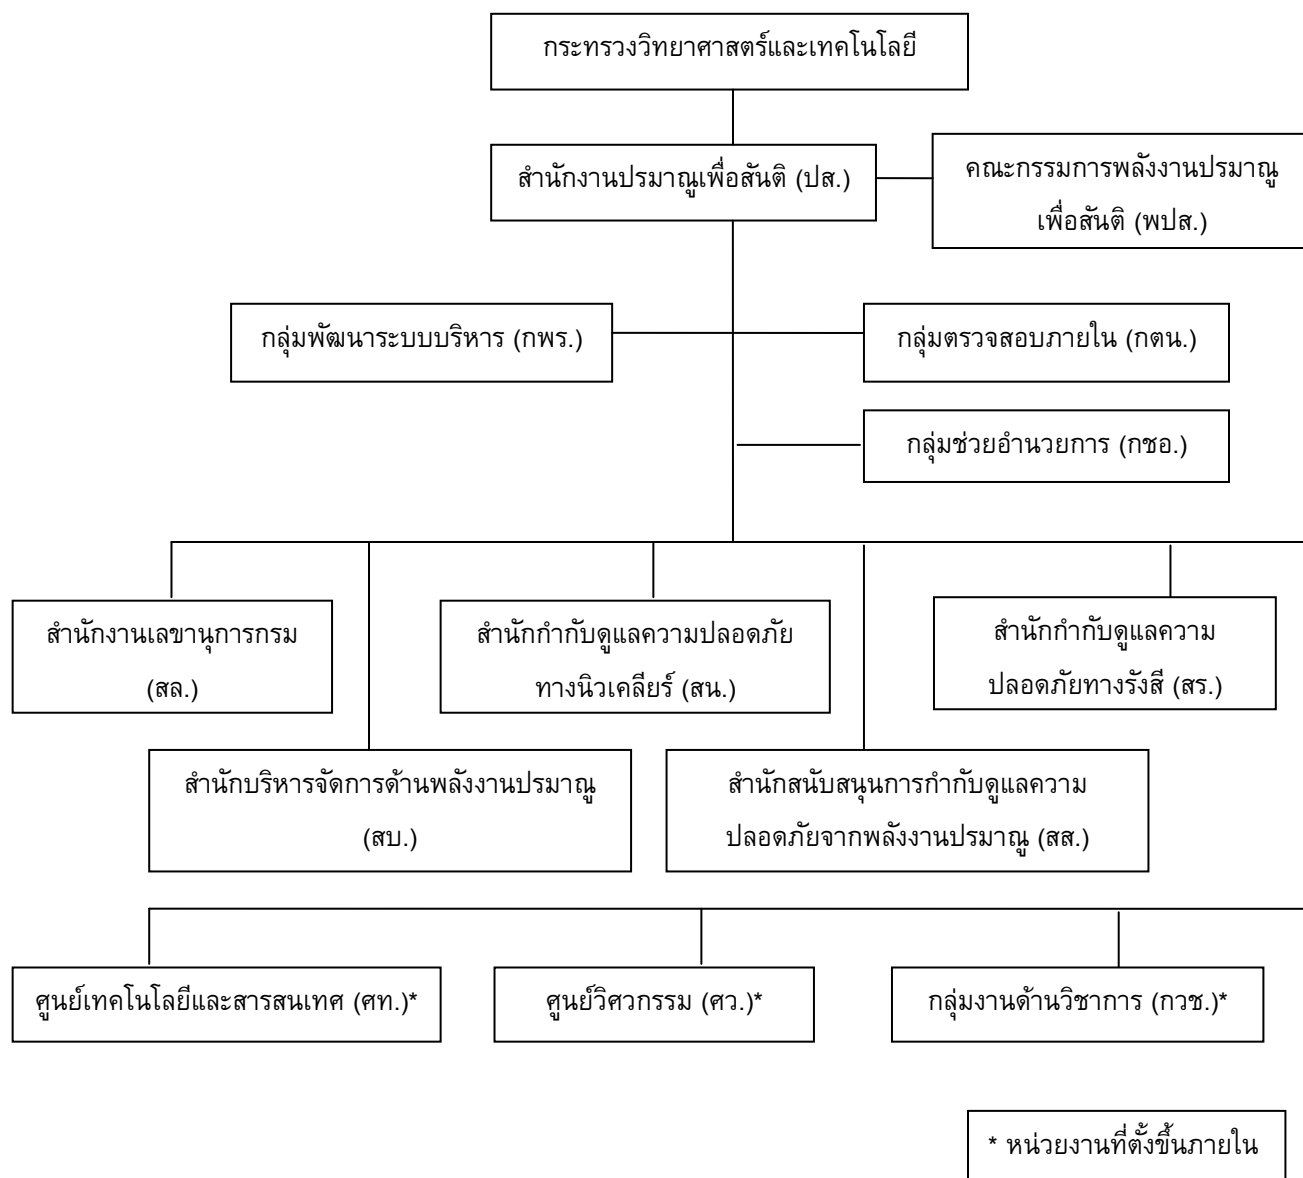 กระทรวงวิทยาศาสตร์และเทคโนโลยี
สำนักงานปรมาณูเพื่อสันติ (ปส.)
คณะกรรมการพลังงานปรมาณู
เพื่อสันติ (พปส.)
กลุ่มพัฒนาระบบบริหาร (กพร.)
กลุ่มตรวจสอบภายใน (กตน.)
กลุ่มช่วยอำนวยการ (กชอ.)
สำนักงานเลขานุการกรม
(สล.)
สำนักกำกับดูแลความปลอดภัย
ทางนิวเคลียร์ (สน.)
สำนักกำกับดูแลความ
ปลอดภัยทางรังสี (สร.)
สำนักบริหารจัดการด้านพลังงานปรมาณู
(สบ.)
สำนักสนับสนุนการกำกับดูแลความ
ปลอดภัยจากพลังงานปรมาณู (สส.)
ศูนย์เทคโนโลยีและสารสนเทศ (ศท.)*
ศูนย์วิศวกรรม (ศว.)*
กลุ่มงานด้านวิชาการ (กวช.)*
* หน่วยงานที่ตั้งขึ้นภายใน